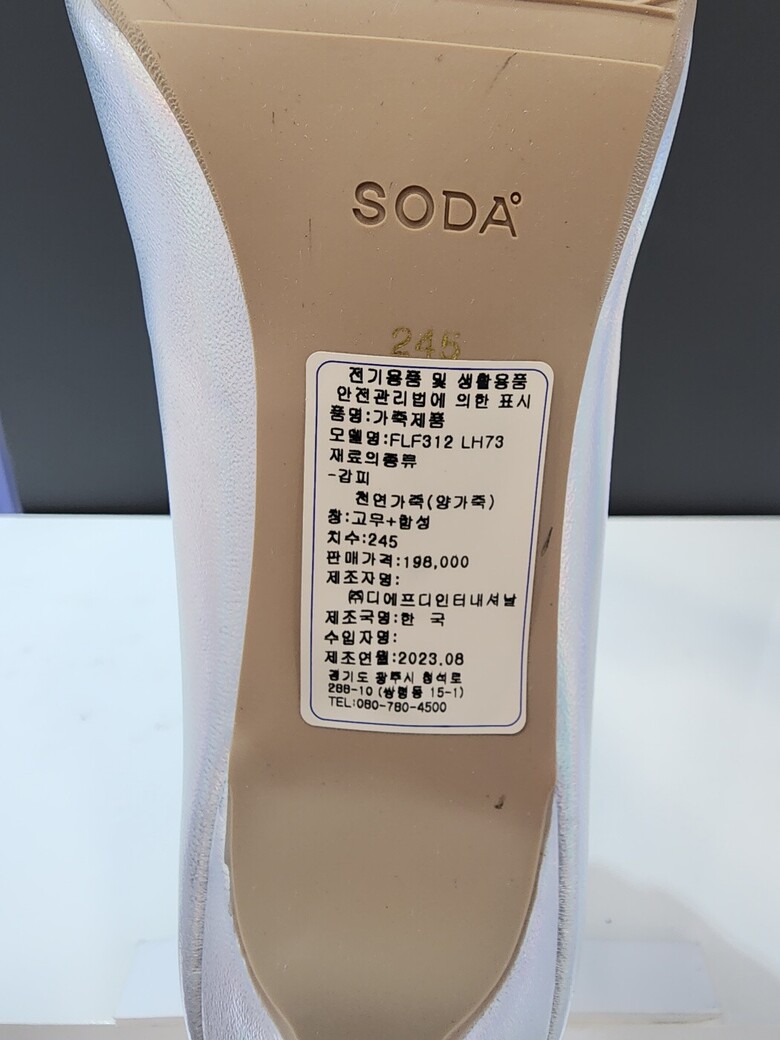 SODA
245
전기용품 및 생활용품
안전관리법에 의한 표시
품명:가죽제품
모델명:FLF312 LH73
재료의종류
-갑피
천연가죽(양가죽)
창:고무+합성
치수:245
판매가격:198,000
제조자명:
㈜디에프디인터내셔날
제조국명:한 국
수입자명:
제조연월:2023.08
경기도 광주시 청석로
288-10 (쌍령동 15-1)
TEL:080-780-4500